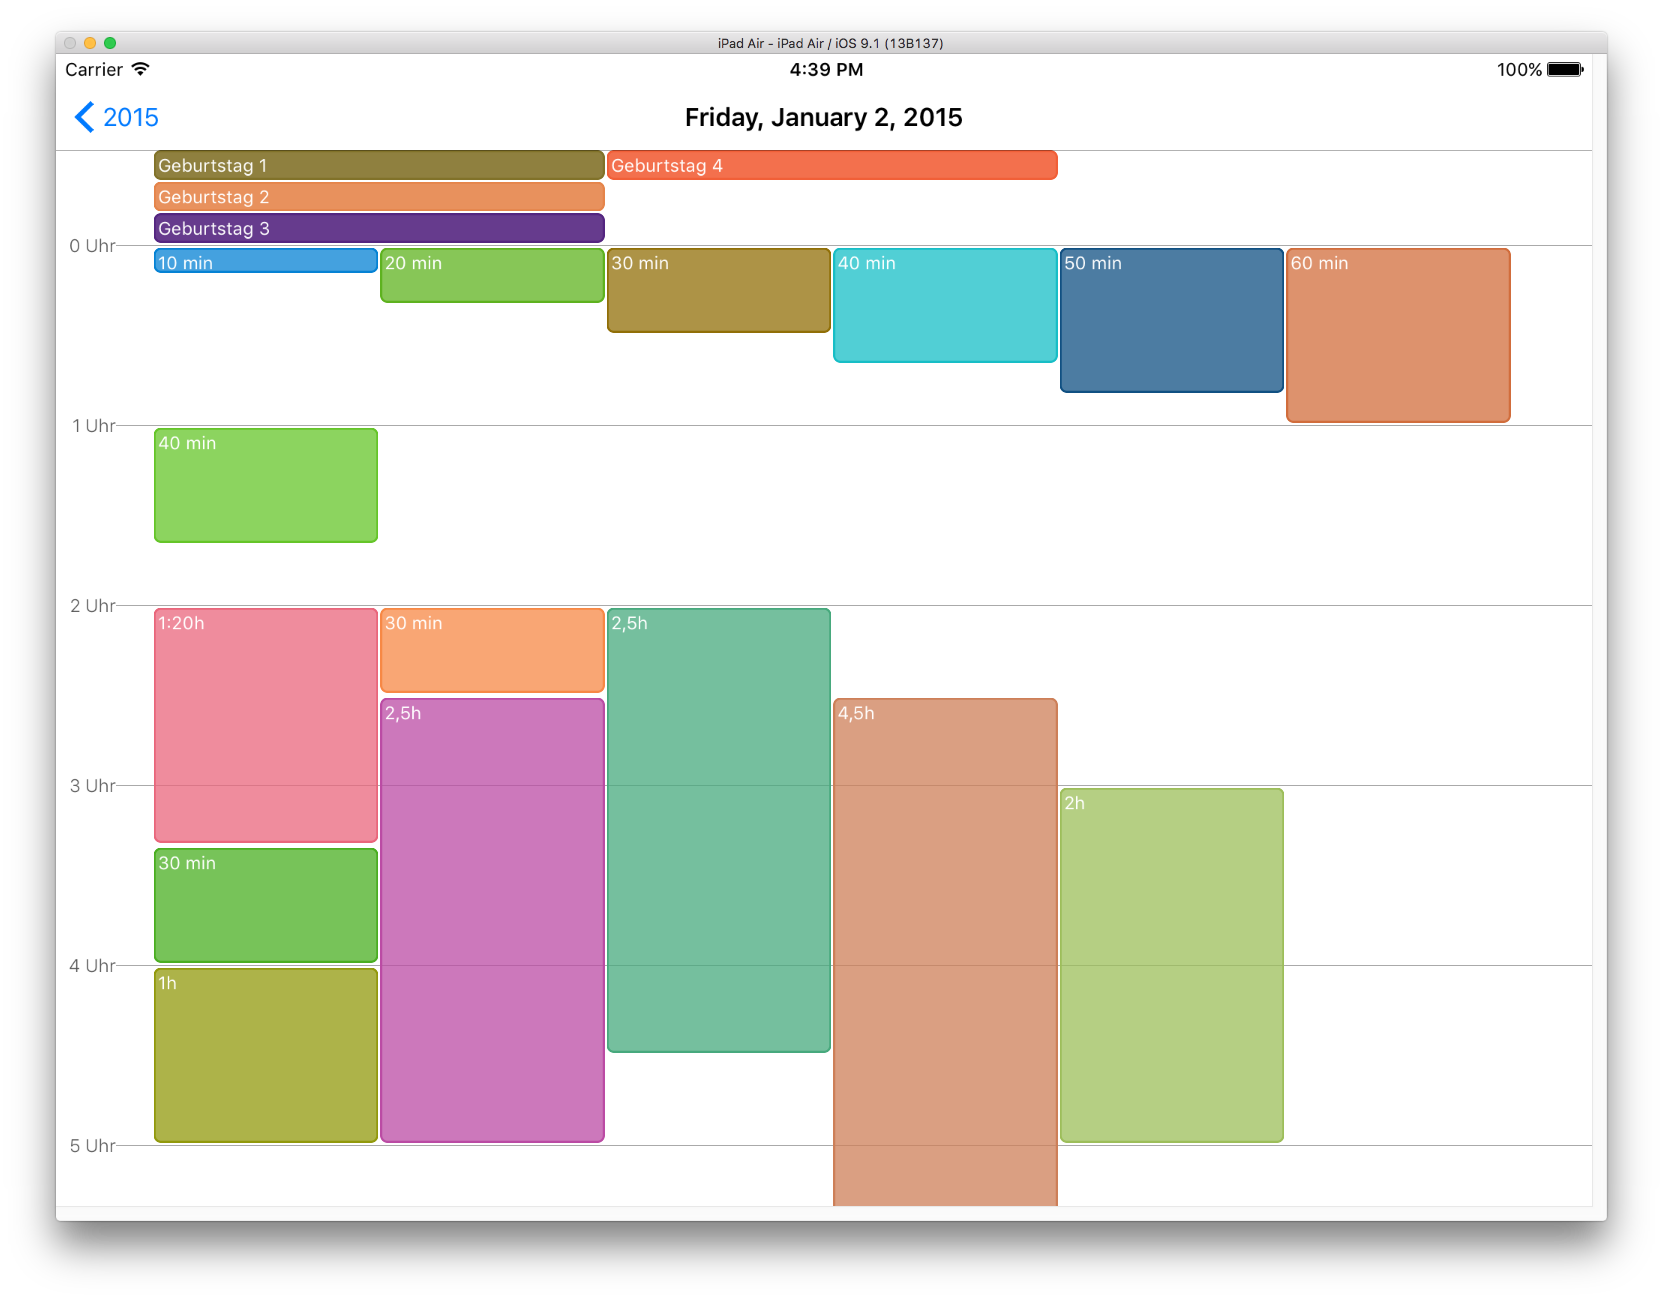 iPad Air - iPad Air / iOS 9.1 (13B137)
Carrier 4:39 PM 100%
2015 Friday, January 2, 2015
Geburtstag 1 Geburtstag 4
Geburtstag 2
Geburtstag 3
0 Uhr
10 min 20 min 30 min 40 min 50 min 60 min
1 Uhr
40 min
2 Uhr
1:20h 30 min 2,5h
2,5h 4,5h
3 Uhr
2h
30 min
4 Uhr
1h
5 Uhr